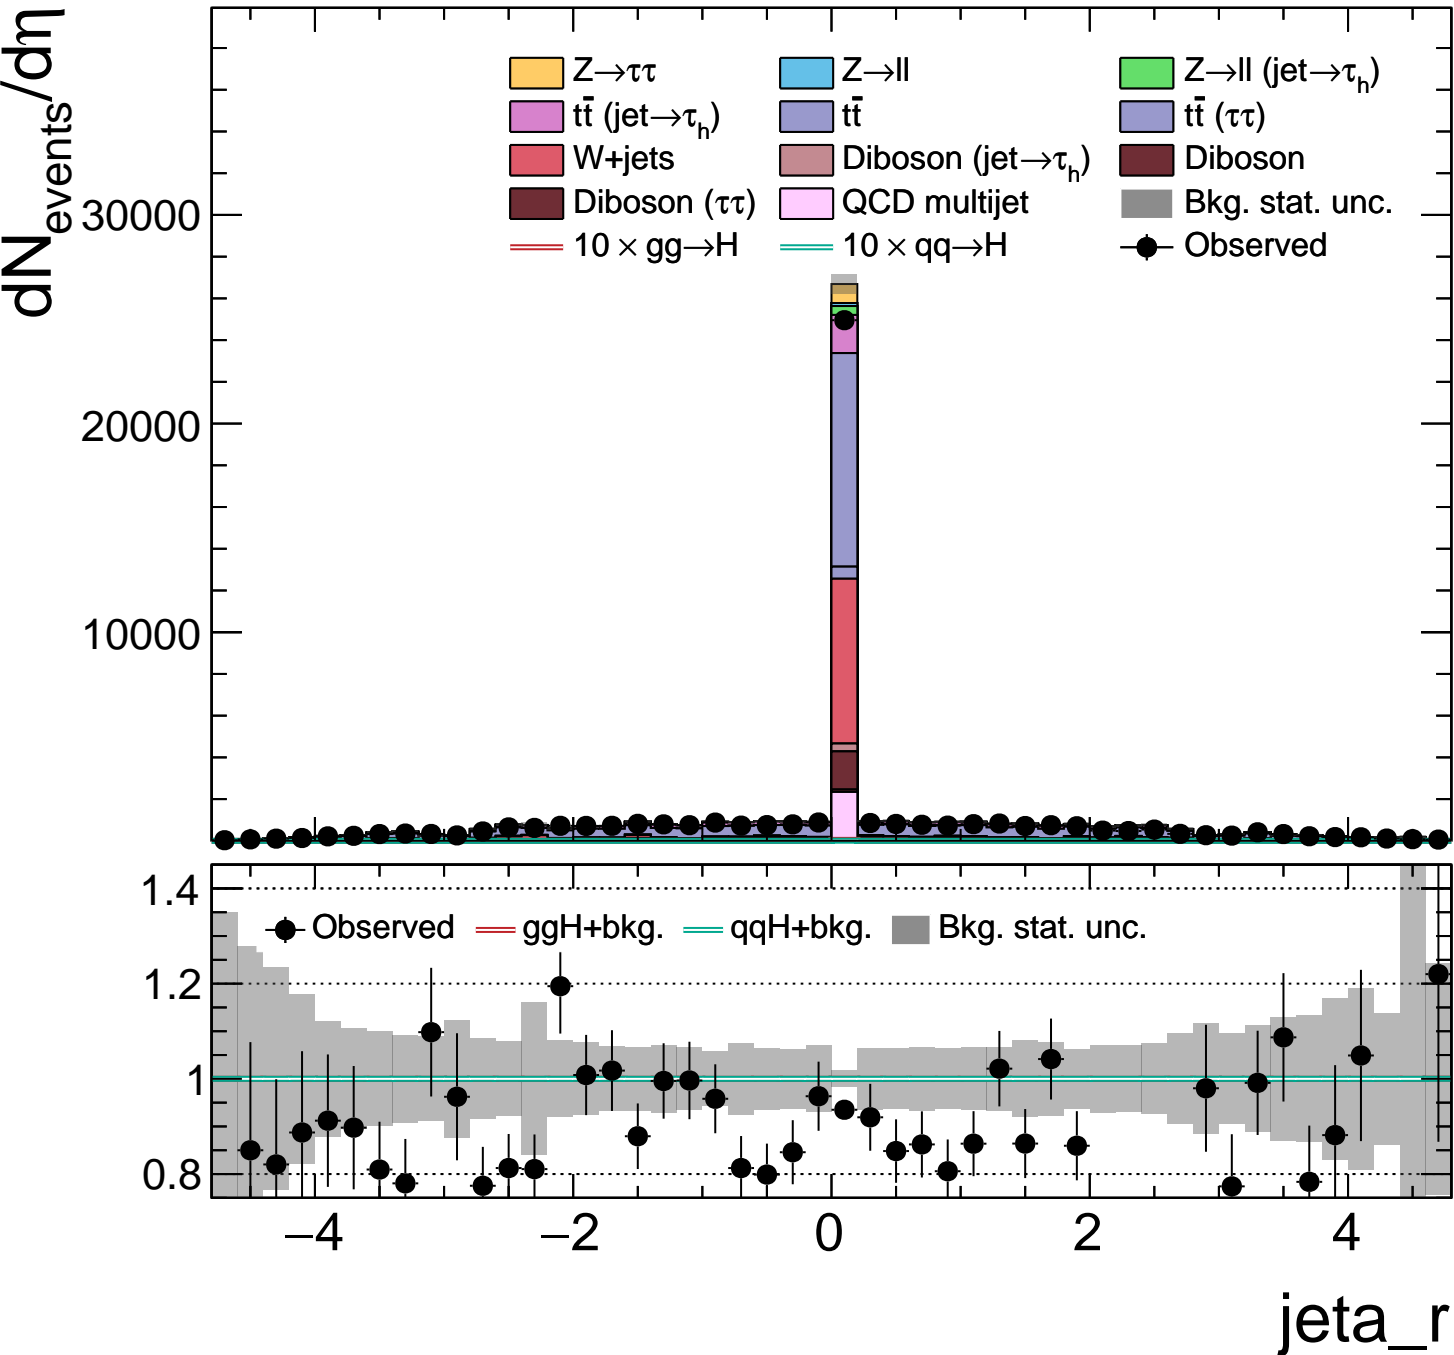 dN_events/dη
Z→ττ Z→ll Z→ll (jet→τ_h)
tt̄ (jet→τ_h) tt̄ tt̄ (ττ)
W+jets Diboson (jet→τ_h) Diboson
Diboson (ττ) QCD multijet Bkg. stat. unc.
10 × gg→H 10 × qq→H Observed
30000
20000
10000
1.4
Observed ggH+bkg. qqH+bkg. Bkg. stat. unc.
1.2
1
0.8
−4 −2 0 2 4
jeta_r